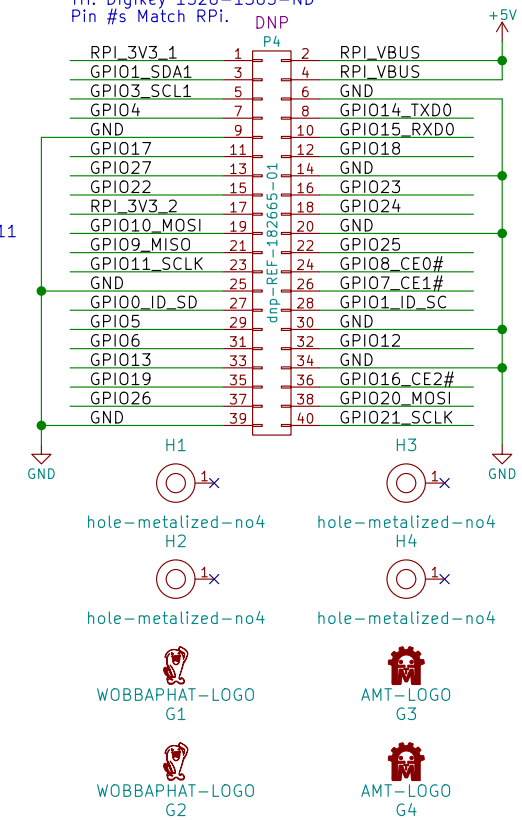 Pin #s Match RPi.
DNP
+5V
P4
RPI_3V3_1 1 2 RPI_VBUS
GPIO1_SDA1 3 4 RPI_VBUS
GPIO3_SCL1 5 6 GND
GPIO4 7 8 GPIO14_TXD0
GND 9 10 GPIO15_RXD0
GPIO17 11 12 GPIO18
GPIO27 13 14 GND
GPIO22 15 16 GPIO23
RPI_3V3_2 17 18 GPIO24
GPIO10_MOSI 19 20 GND
11
GPIO9_MISO 21 22 GPIO25
GPIO11_SCLK 23 24 GPIO8_CE0#
GND 25 26 GPIO7_CE1#
GPIO0_ID_SD 27 28 GPIO1_ID_SC
GPIO5 29 30 GND
GPIO6 31 32 GPIO12
GPIO13 33 34 GND
GPIO19 35 36 GPIO16_CE2#
GPIO26 37 38 GPIO20_MOSI
GND 39 40 GPIO21_SCLK
dnp-REF-182665-01
GND
GND
H1
1
hole-metalized-no4
H3
1
hole-metalized-no4
H2
1
hole-metalized-no4
H4
1
hole-metalized-no4
WOBBAPHAT-LOGO
G1
AMT-LOGO
G3
WOBBAPHAT-LOGO
G2
AMT-LOGO
G4